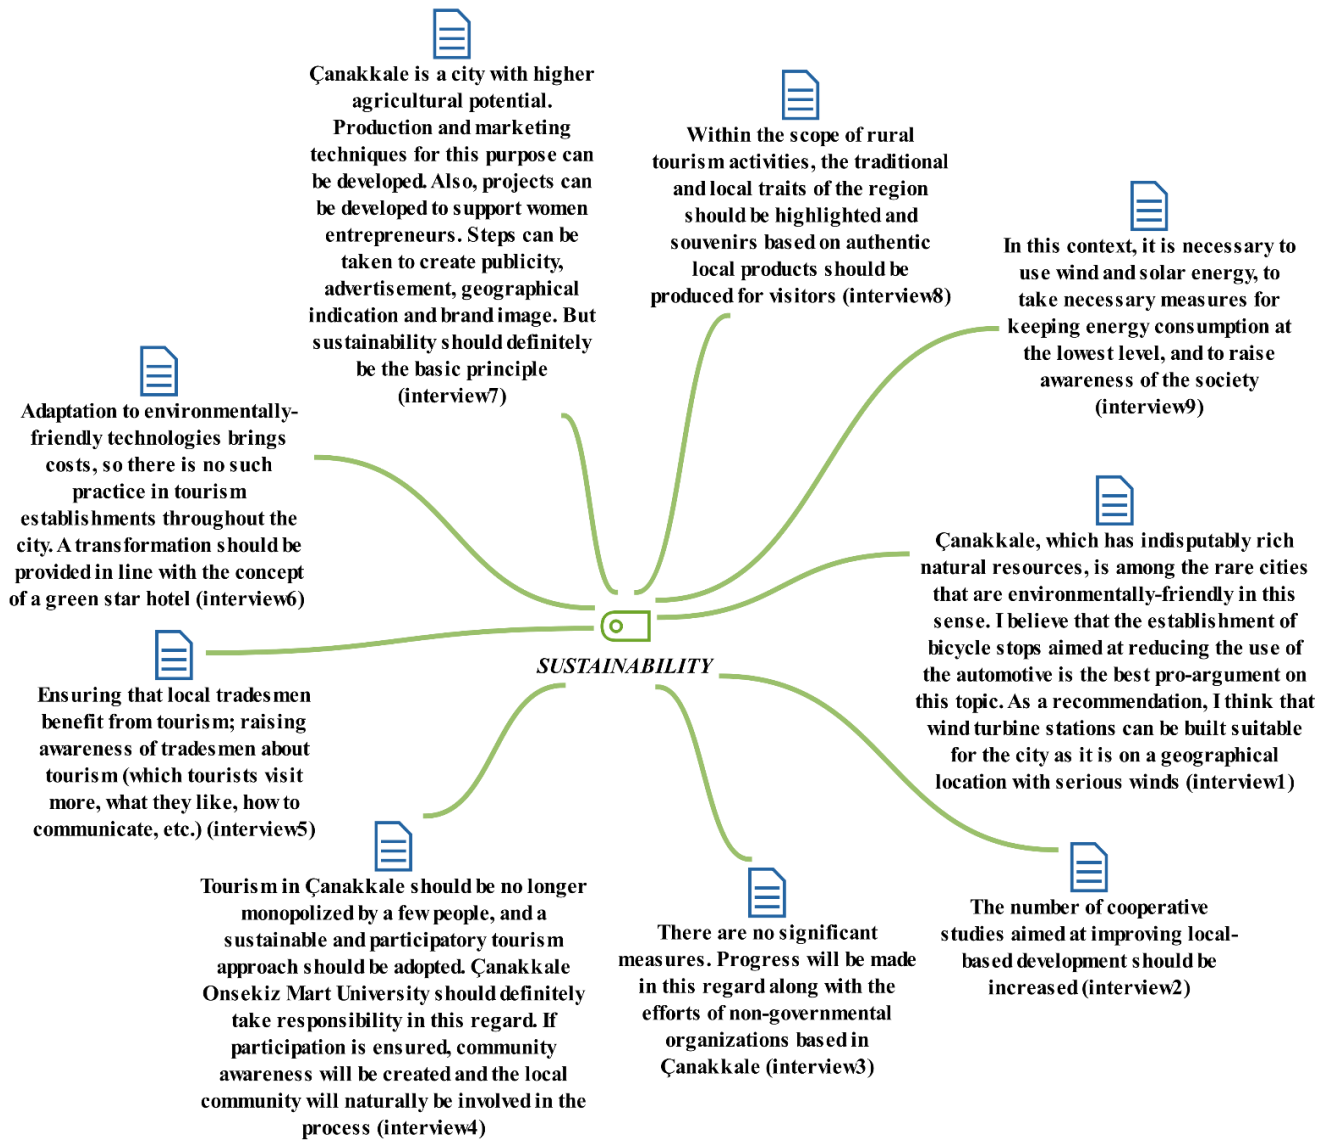 Çanakkale is a city with higher
agricultural potential.
Production and marketing
techniques for this purpose can
be developed. Also, projects can
be developed to support women
entrepreneurs. Steps can be
taken to create publicity,
advertisement, geographical
indication and brand image. But
sustainability should definitely
be the basic principle
(interview7)
Within the scope of rural
tourism activities, the traditional
and local traits of the region
should be highlighted and
souvenirs based on authentic
local products should be
produced for visitors (interview8)
In this context, it is necessary to
use wind and solar energy, to
take necessary measures for
keeping energy consumption at
the lowest level, and to raise
awareness of the society
(interview9)
Adaptation to environmentally-
friendly technologies brings
costs, so there is no such
practice in tourism
establishments throughout the
city. A transformation should be
provided in line with the concept
of a green star hotel (interview6)
Çanakkale, which has indisputably rich
natural resources, is among the rare cities
that are environmentally-friendly in this
sense. I believe that the establishment of
bicycle stops aimed at reducing the use of
the automotive is the best pro-argument on
this topic. As a recommendation, I think that
wind turbine stations can be built suitable
for the city as it is on a geographical
location with serious winds (interview1)
SUSTAINABILITY
Ensuring that local tradesmen
benefit from tourism; raising
awareness of tradesmen about
tourism (which tourists visit
more, what they like, how to
communicate, etc.) (interview5)
Tourism in Çanakkale should be no longer
monopolized by a few people, and a
sustainable and participatory tourism
approach should be adopted. Çanakkale
Onsekiz Mart University should definitely
take responsibility in this regard. If
participation is ensured, community
awareness will be created and the local
community will naturally be involved in the
process (interview4)
There are no significant
measures. Progress will be made
in this regard along with the
efforts of non-governmental
organizations based in
Çanakkale (interview3)
The number of cooperative
studies aimed at improving local-
based development should be
increased (interview2)